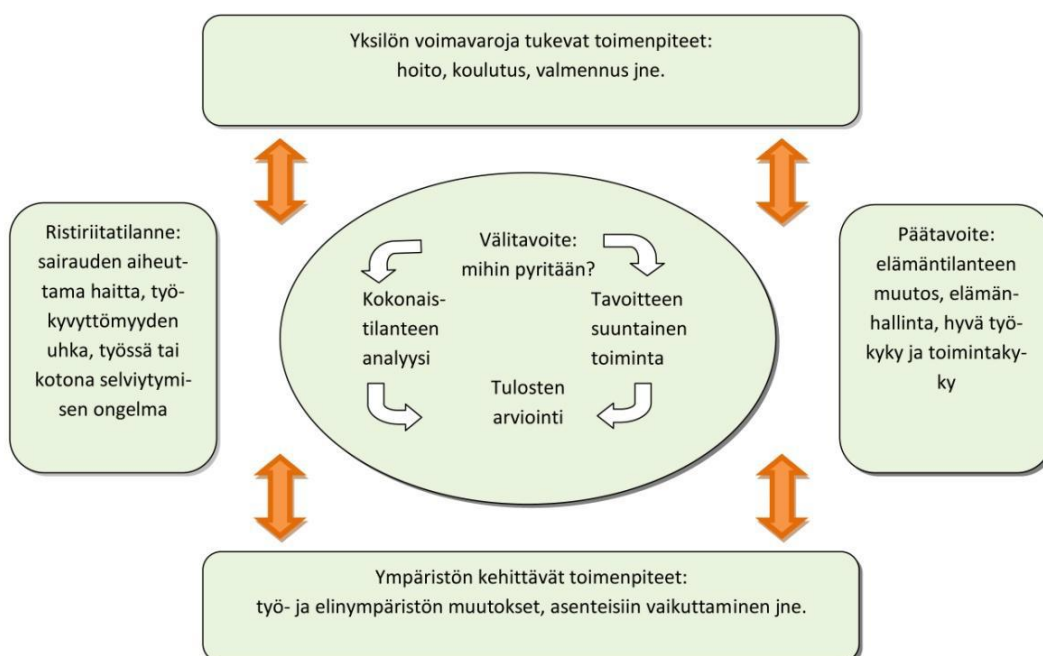 Yksilön voimavaroja tukevat toimenpiteet:
hoito, koulutus, valmennus jne.
Ristiriitatilanne:
sairauden aiheut-
tama haitta, työ-
kyvyttömyyden
uhka, työssä tai
kotona selviytymi-
sen ongelma
Välitavoite:
mihin pyritään?
Kokonais-
tilanteen
analyysi
Tavoitteen
suuntainen
toiminta
Tulosten
arviointi
Päätavoite:
elämäntilanteen
muutos, elämän-
hallinta, hyvä työ-
kyky ja toimintaky-
ky
Ympäristön kehittävät toimenpiteet:
työ- ja elinympäristön muutokset, asenteisiin vaikuttaminen jne.